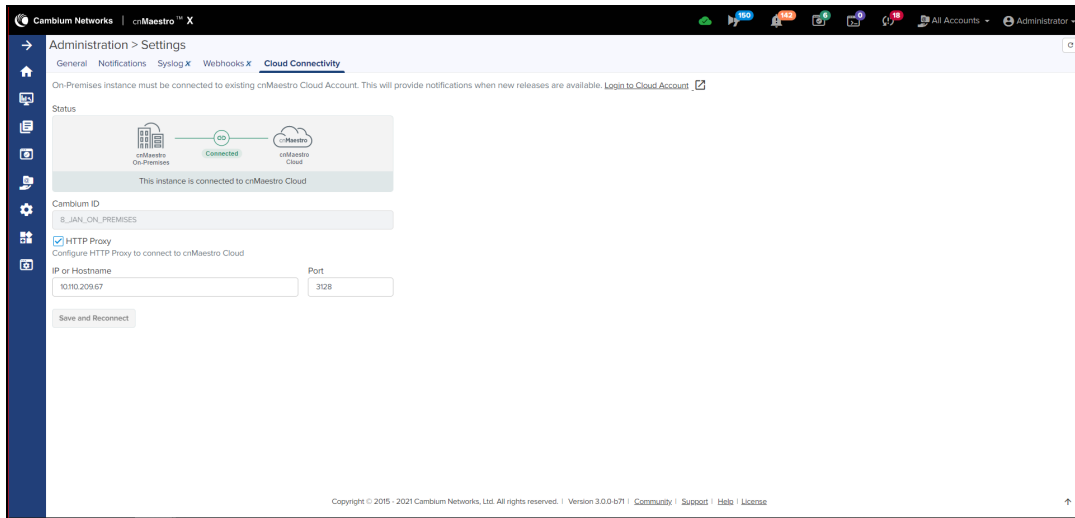 Cambium Networks | cnMaestro™ X
150 142 6 0 18 All Accounts Administrator
Administration > Settings
General Notifications Syslog X Webhooks X Cloud Connectivity
On-Premises instance must be connected to existing cnMaestro Cloud Account. This will provide notifications when new releases are available. Login to Cloud Account
Status
cnMaestro
cnMaestro On-Premises
Connected
cnMaestro Cloud
This instance is connected to cnMaestro Cloud
Cambium ID
8_JAN_ON_PREMISES
HTTP Proxy
Configure HTTP Proxy to connect to cnMaestro Cloud
IP or Hostname Port
10.110.209.67 3128
Save and Reconnect
Copyright © 2015 - 2021 Cambium Networks, Ltd. All rights reserved. | Version 3.0.0-b71 | Community | Support | Help | License